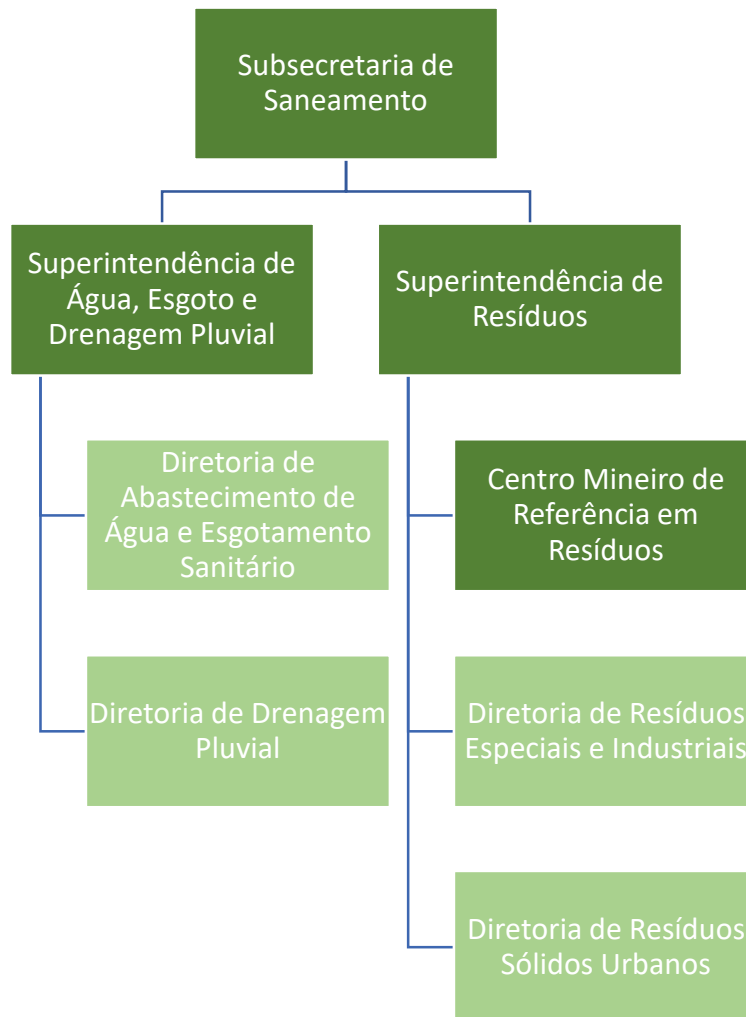 Subsecretaria de
Saneamento
Superintendência de
Água, Esgoto e
Drenagem Pluvial
Superintendência de
Resíduos
Diretoria de
Abastecimento de
Água e Esgotamento
Sanitário
Centro Mineiro de
Referência em
Resíduos
Diretoria de Drenagem
Pluvial
Diretoria de Resíduos
Especiais e Industriais
Diretoria de Resíduos
Sólidos Urbanos